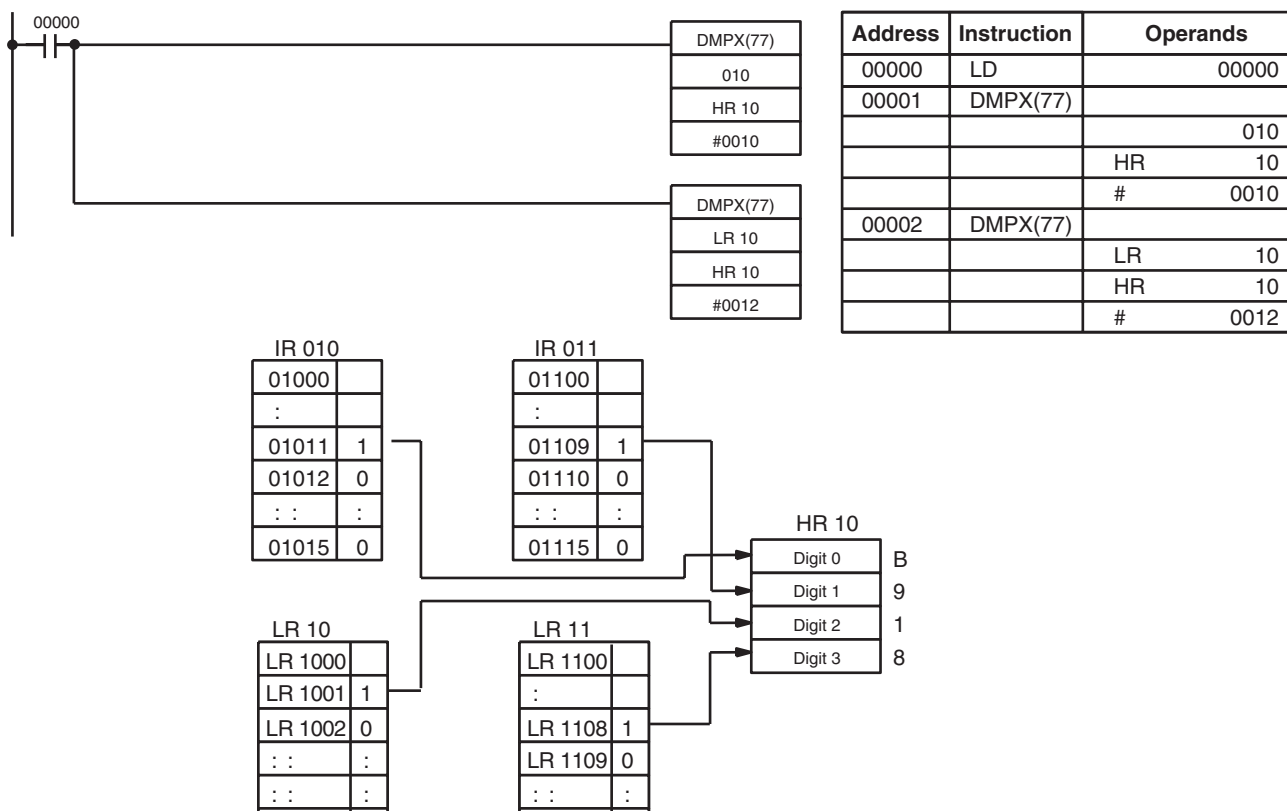 00000
DMPX(77)
010
HR 10
#0010
DMPX(77)
LR 10
HR 10
#0012
Address Instruction Operands
00000 LD 00000
00001 DMPX(77)
010
HR 10
# 0010
00002 DMPX(77)
LR 10
HR 10
# 0012
IR 010
01000
:
01011 1
01012 0
: : :
01015 0
IR 011
01100
:
01109 1
01110 0
: : :
01115 0
HR 10
Digit 0 B
Digit 1 9
Digit 2 1
Digit 3 8
LR 10
LR 1000
LR 1001 1
LR 1002 0
: : :
: : :
LR 11
LR 1100
:
LR 1108 1
LR 1109 0
: : :
: : :